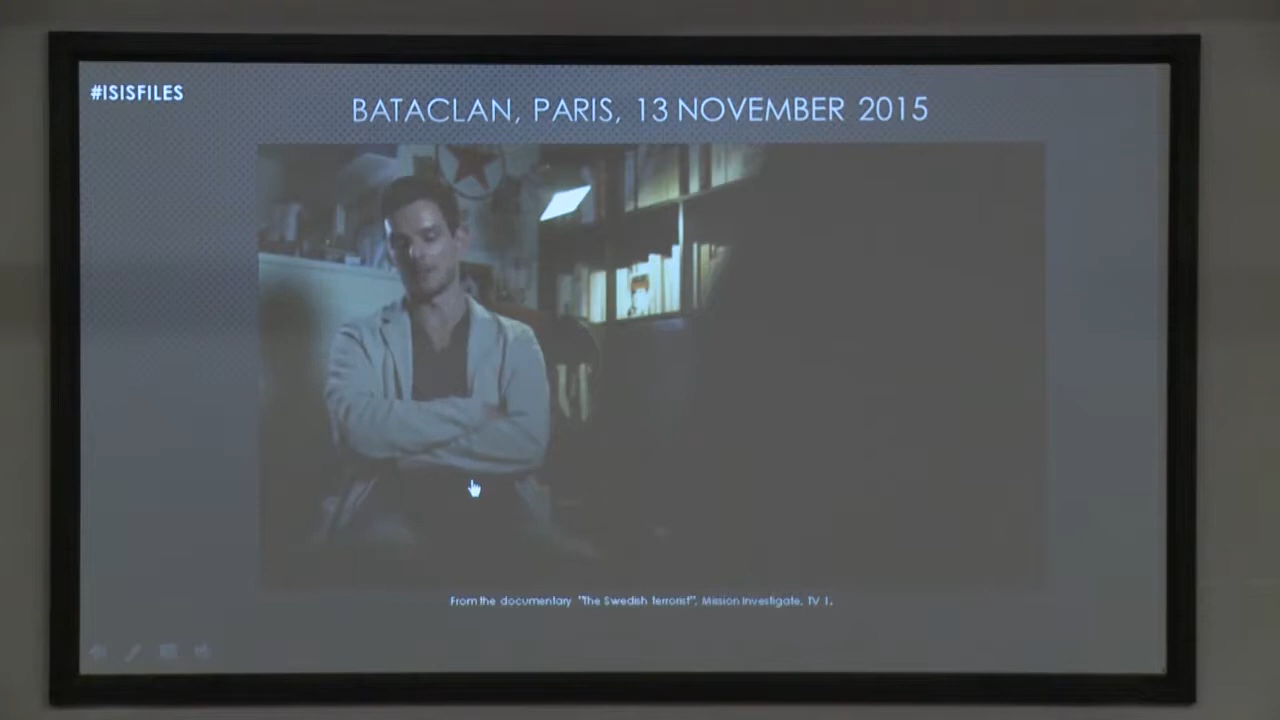 #ISISFILES
BATACLAN, PARIS, 13 NOVEMBER 2015
From the documentary "The Swedish terrorist", Mission Investigate, TV 1.